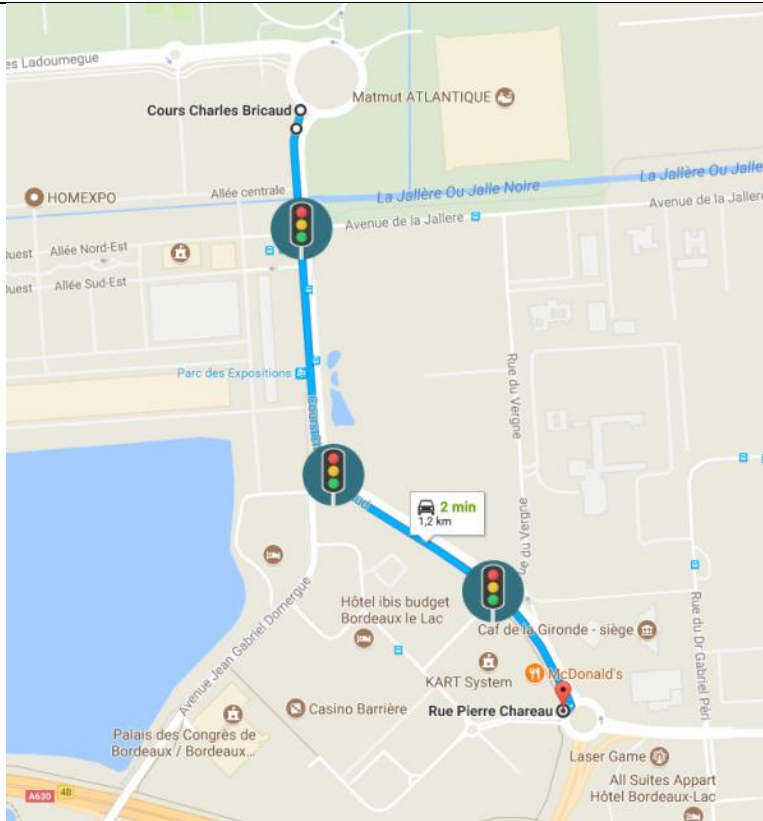 es Ladoumegue
Cours Charles Bricaud
Matmut ATLANTIQUE
HOMEXPO
Allée centrale
La Jallère Ou Jalle Noire
La Jallère Ou Jalle
Avenue de la Jallere
Avenue de la Jallere
Ouest
Allée Nord-Est
Ouest
Allée Sud-Est
Parc des Expositions
Rue du Vergne
2 min
1,2 km
Rue du Vergne
Hôtel ibis budget
Bordeaux le Lac
Avenue Jean Gabriel Domergue
Caf de la Gironde - siège
Rue du Dr Gabriel Péri
KART System
McDonald's
Casino Barrière
Rue Pierre Chareau
Palais des Congrès de
Bordeaux / Bordeaux...
Laser Game
All Suites Appart
Hôtel Bordeaux-Lac
A630
4B